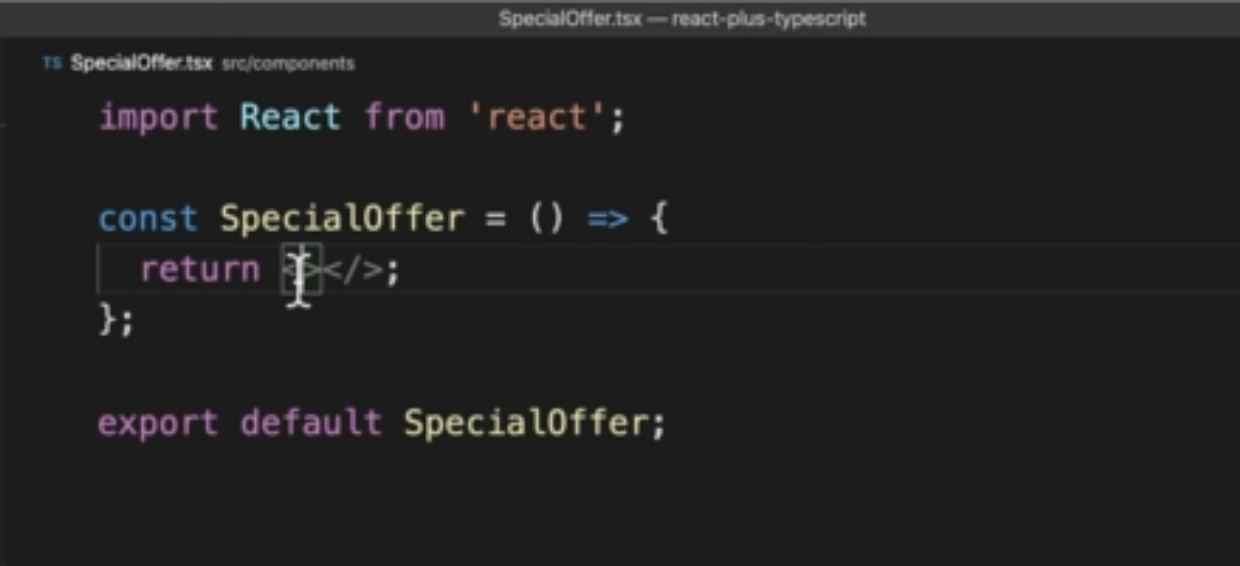 SpecialOffer.tsx — react-plus-typescript
TS SpecialOffer.tsx src/components
import React from 'react';
const SpecialOffer = () => {
return <></>;
};
export default SpecialOffer;